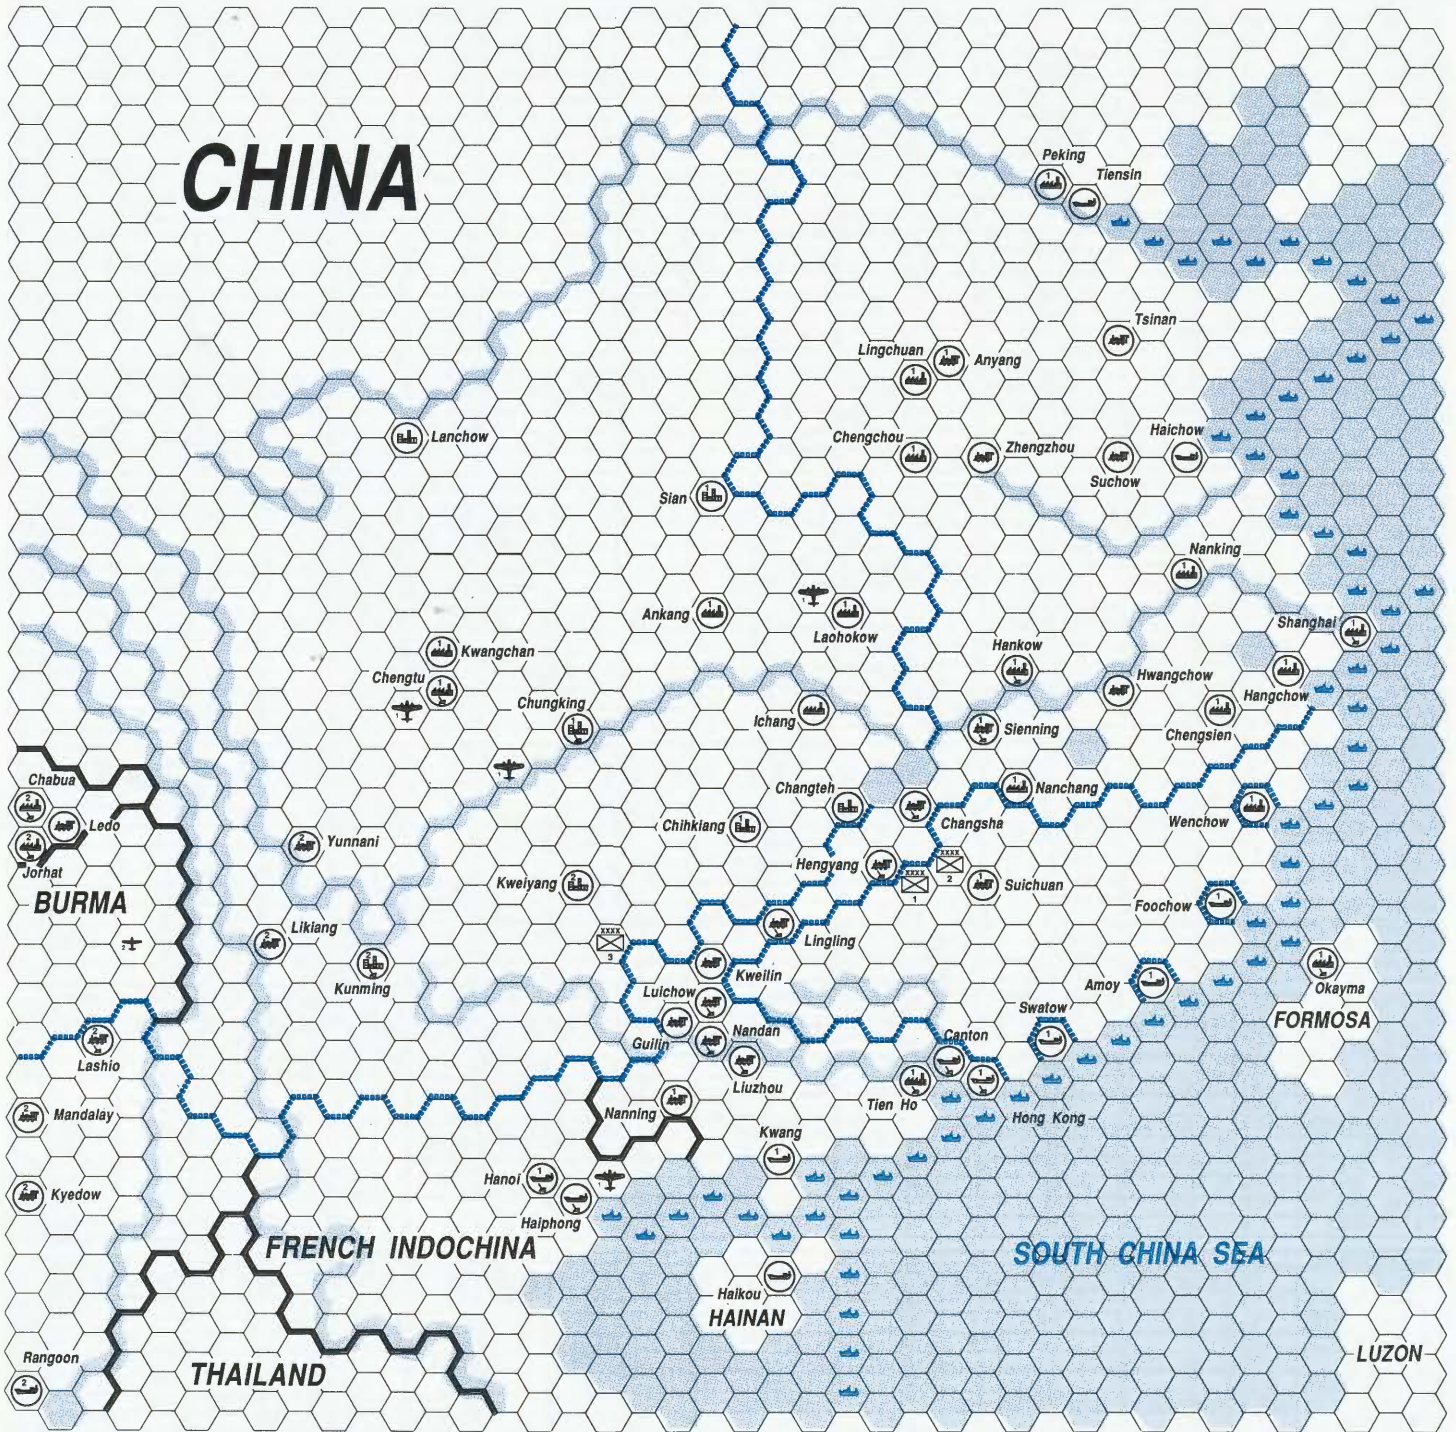 CHINA
Peking
Tiensin
Tsinan
Lingchuan
Anyang
Lanchow
Chengchou
Zhengzhou
Haichow
Suchow
Sian
Nanking
Ankang
Laohokow
Shanghai
Kwangchan
Hankow
Chengtu
Hwangchow
Hangchow
Chungking
Ichang
Sienning
Chengsien
Chabua
Changteh
Nanchang
Ledo
Yunnani
Chihkiang
Changsha
Wenchow
Jorhat
Hengyang
Kweiyang
Suichuan
BURMA
Foochow
Likiang
Lingling
Kunming
Kweilin
Luichow
Amoy
Okayma
Swatow
FORMOSA
Nandan
Guilin
Canton
Lashio
Liuzhou
Tien Ho
Mandalay
Nanning
Hong Kong
Kwang
Hanoi
Kyedow
Haiphong
FRENCH INDOCHINA
SOUTH CHINA SEA
Haikou
HAINAN
Rangoon
THAILAND
LUZON